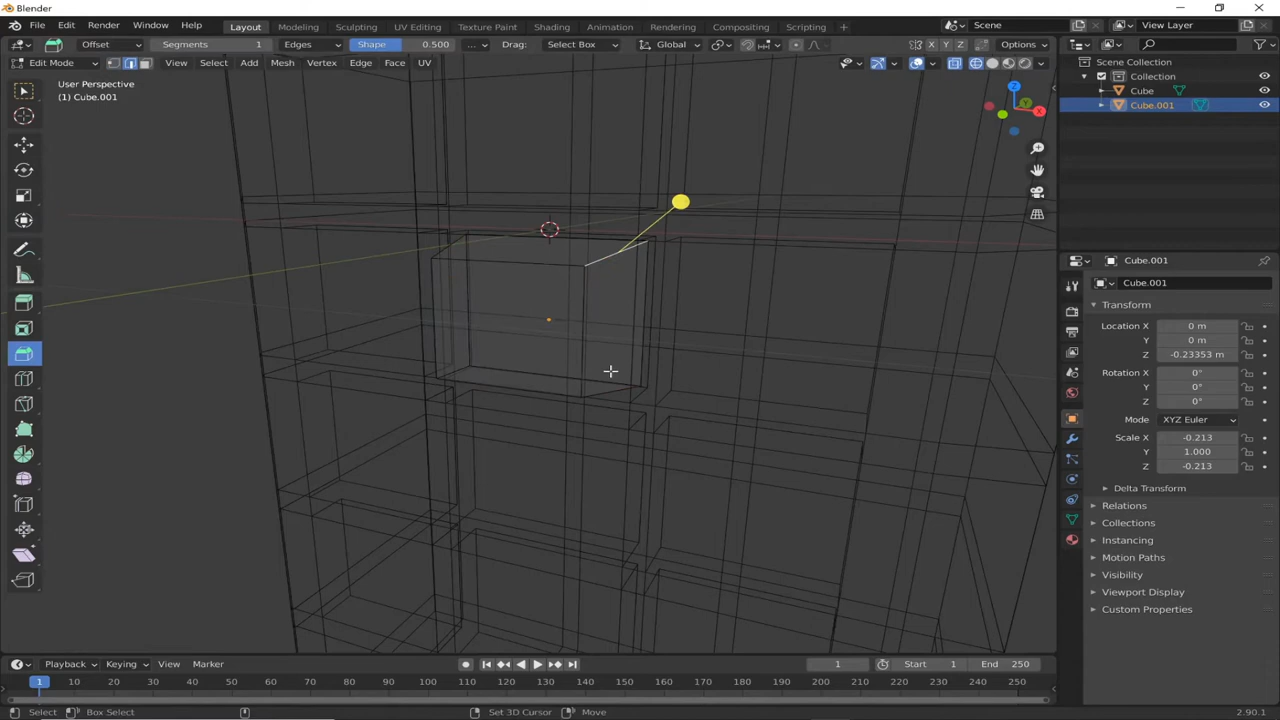 Blender
File Edit Render Window Help Layout Modeling Sculpting UV Editing Texture Paint Shading Animation Rendering Compositing Scripting + Scene View Layer
Offset Segments 1 Edges Shape 0.500 ... Drag: Select Box Global X Y Z Options
Edit Mode View Select Add Mesh Vertex Edge Face UV
User Perspective
(1) Cube.001
Z
Y
X
Scene Collection
Collection
Cube
Cube.001
Cube.001
Cube.001
Transform
Location X 0 m
Y 0 m
Z -0.23353 m
Rotation X 0°
Y 0°
Z 0°
Mode XYZ Euler
Scale X -0.213
Y 1.000
Z -0.213
Delta Transform
Relations
Collections
Instancing
Motion Paths
Visibility
Viewport Display
Custom Properties
Playback Keying View Marker 1 Start 1 End 250
1 10 20 30 40 50 60 70 80 90 100 110 120 130 140 150 160 170 180 190 200 210 220 230 240 250
Select Box Select Set 3D Cursor Move 2.90.1